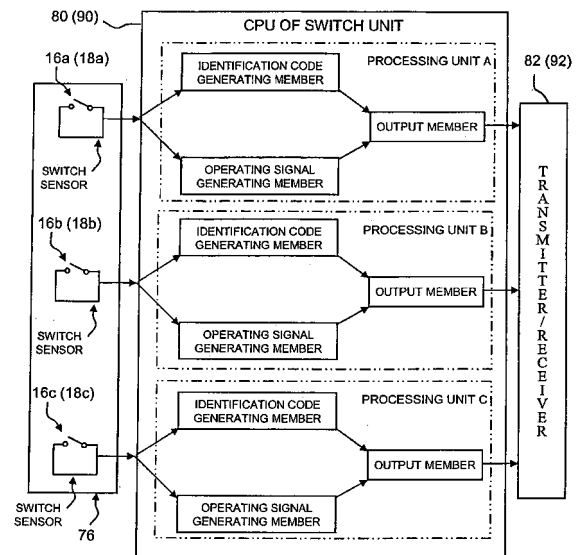 80 (90)
CPU OF SWITCH UNIT
16a (18a)
SWITCH
SENSOR
PROCESSING UNIT A
IDENTIFICATION CODE
GENERATING MEMBER
OUTPUT MEMBER
OPERATING SIGNAL
GENERATING MEMBER
82 (92)
TRANSMITTER/RECEIVER
16b (18b)
SWITCH
SENSOR
PROCESSING UNIT B
IDENTIFICATION CODE
GENERATING MEMBER
OUTPUT MEMBER
OPERATING SIGNAL
GENERATING MEMBER
16c (18c)
SWITCH
SENSOR
PROCESSING UNIT C
IDENTIFICATION CODE
GENERATING MEMBER
OUTPUT MEMBER
OPERATING SIGNAL
GENERATING MEMBER
76